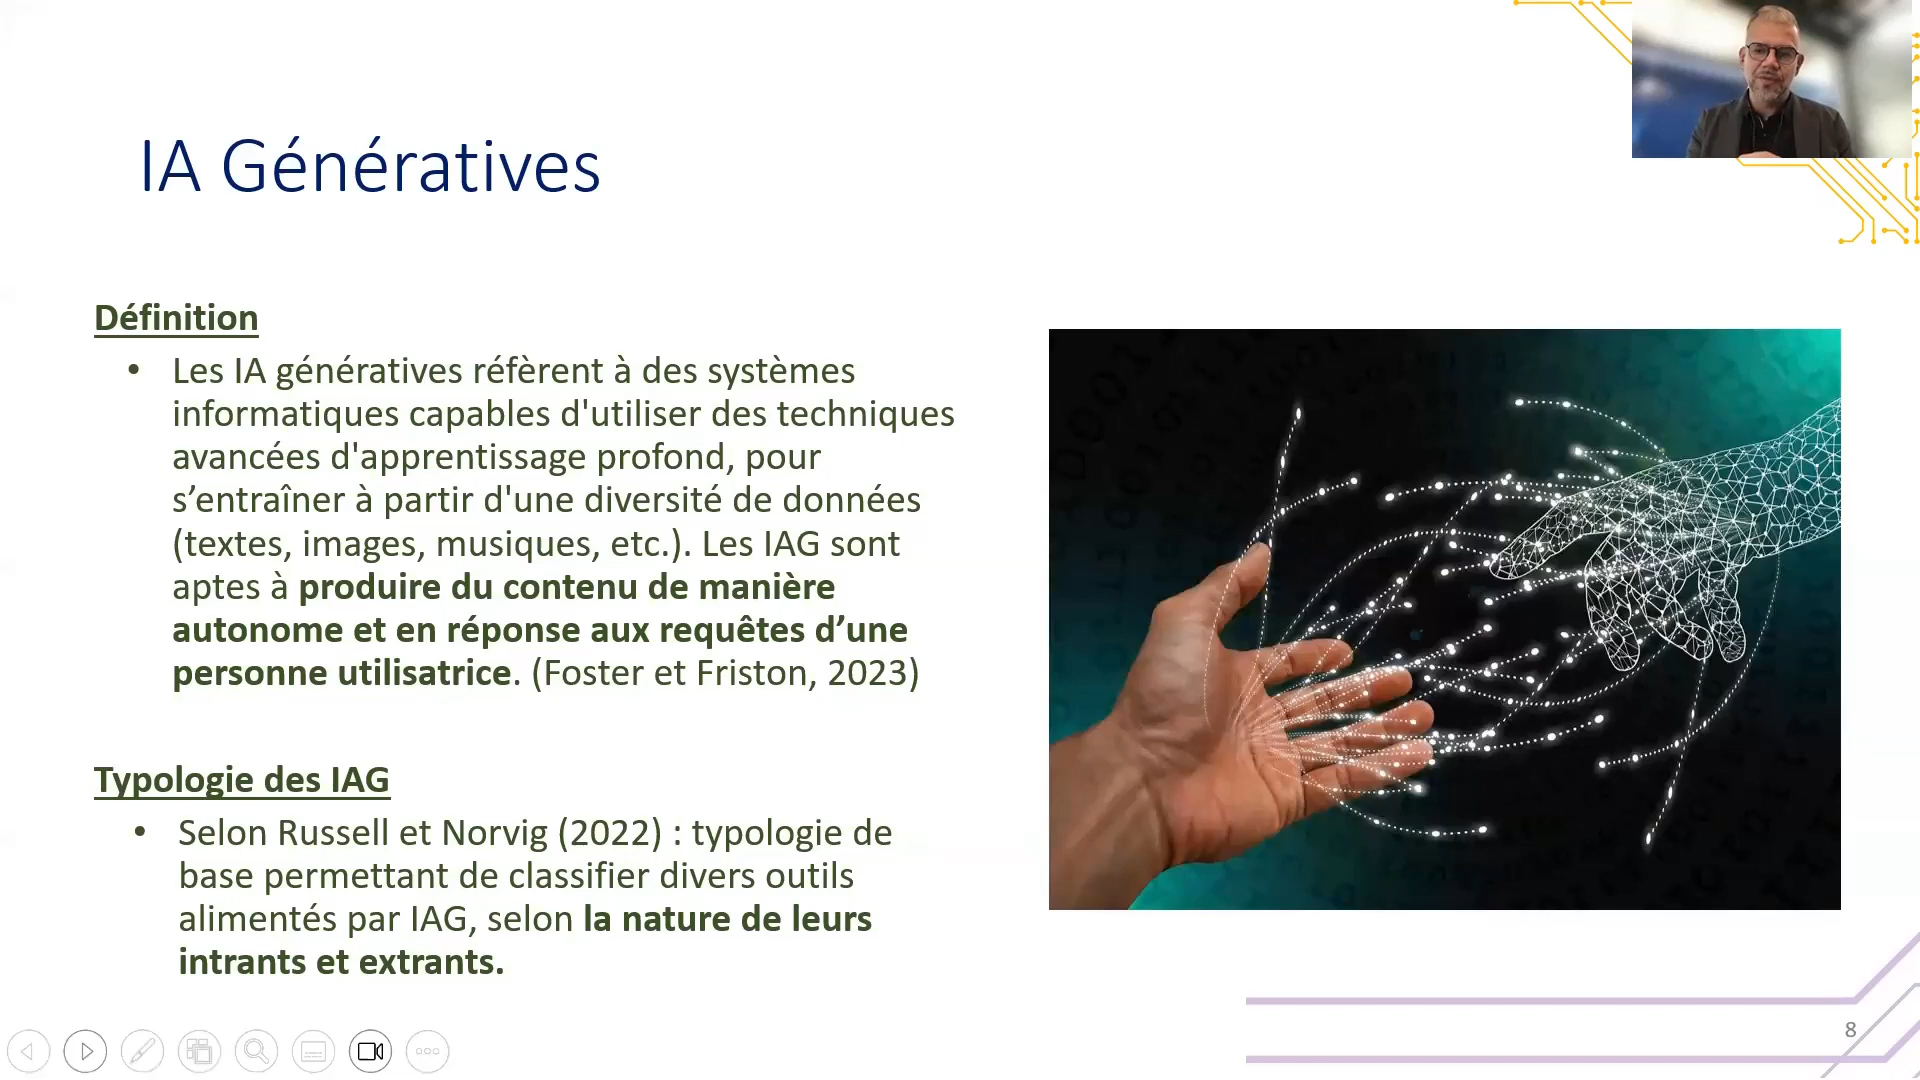 IA Génératives
Définition
• Les IA génératives réfèrent à des systèmes
informatiques capables d'utiliser des techniques
avancées d'apprentissage profond, pour
s’entraîner à partir d'une diversité de données
(textes, images, musiques, etc.). Les IAG sont
aptes à produire du contenu de manière
autonome et en réponse aux requêtes d’une
personne utilisatrice. (Foster et Friston, 2023)
Typologie des IAG
• Selon Russell et Norvig (2022) : typologie de
base permettant de classifier divers outils
alimentés par IAG, selon la nature de leurs
intrants et extrants.
8